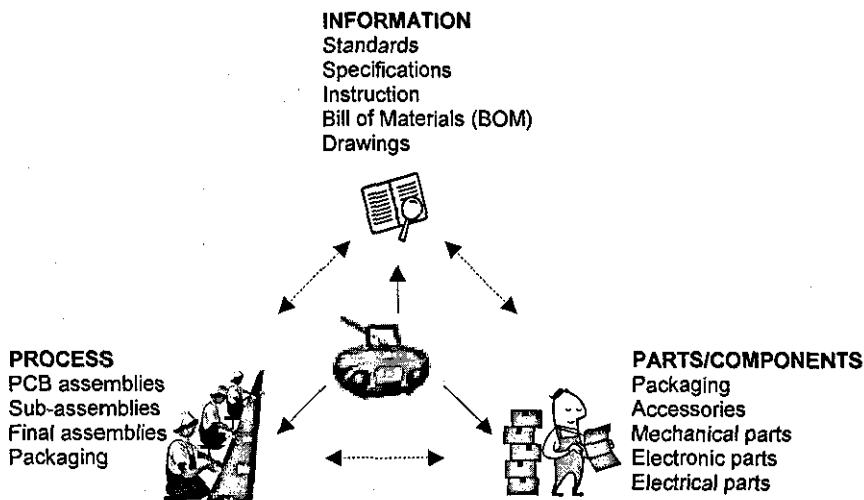 INFORMATION
Standards
Specifications
Instruction
Bill of Materials (BOM)
Drawings
PROCESS
PCB assemblies
Sub-assemblies
Final assemblies
Packaging
PARTS/COMPONENTS
Packaging
Accessories
Mechanical parts
Electronic parts
Electrical parts